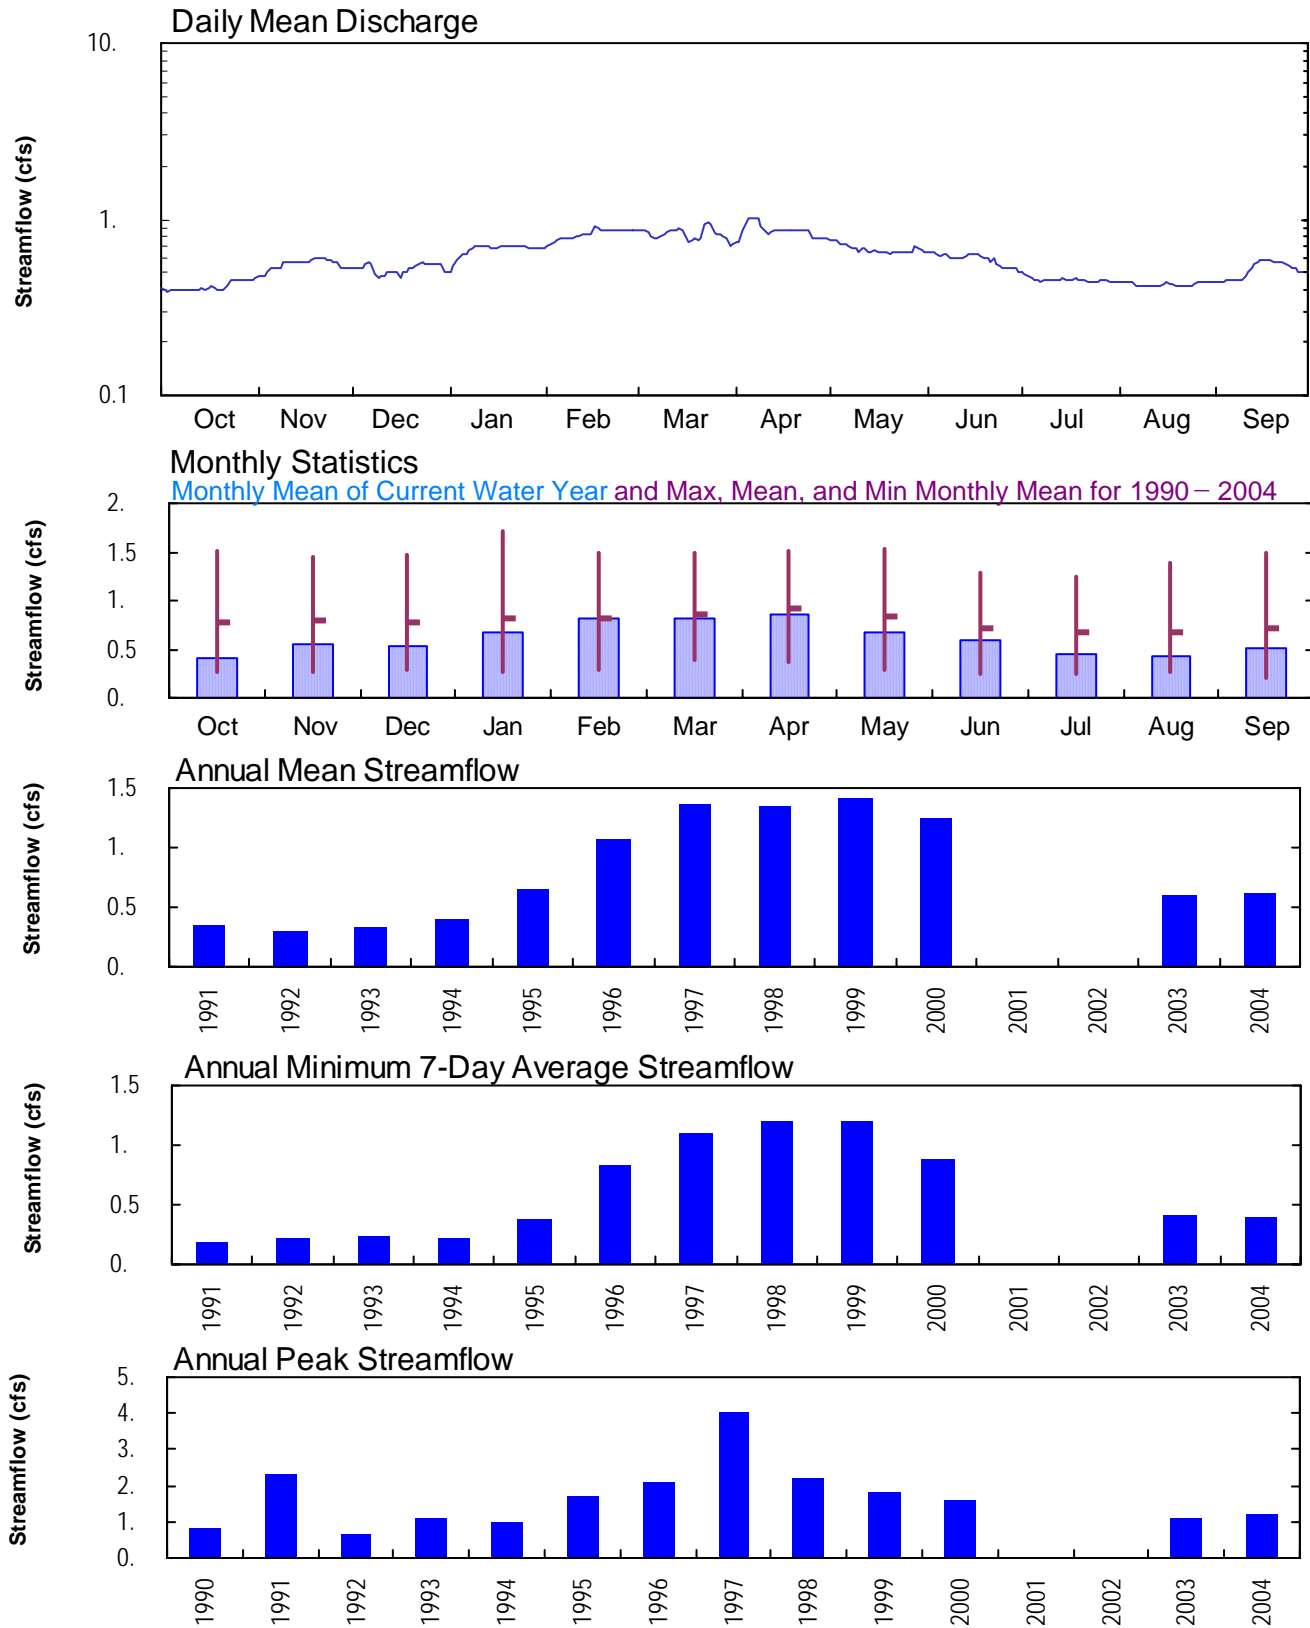 Daily Mean Discharge
Streamflow (cfs)
10.
1.
0.1
Oct Nov Dec Jan Feb Mar Apr May Jun Jul Aug Sep
Monthly Statistics
Monthly Mean of Current Water Year and Max, Mean, and Min Monthly Mean for 1990 – 2004
Streamflow (cfs)
2.
1.5
1.
0.5
0.
Oct Nov Dec Jan Feb Mar Apr May Jun Jul Aug Sep
Annual Mean Streamflow
Streamflow (cfs)
1.5
1.
0.5
0.
1991 1992 1993 1994 1995 1996 1997 1998 1999 2000 2001 2002 2003 2004
Annual Minimum 7-Day Average Streamflow
Streamflow (cfs)
1.5
1.
0.5
0.
1991 1992 1993 1994 1995 1996 1997 1998 1999 2000 2001 2002 2003 2004
Annual Peak Streamflow
Streamflow (cfs)
5.
4.
3.
2.
1.
0.
1990 1991 1992 1993 1994 1995 1996 1997 1998 1999 2000 2001 2002 2003 2004